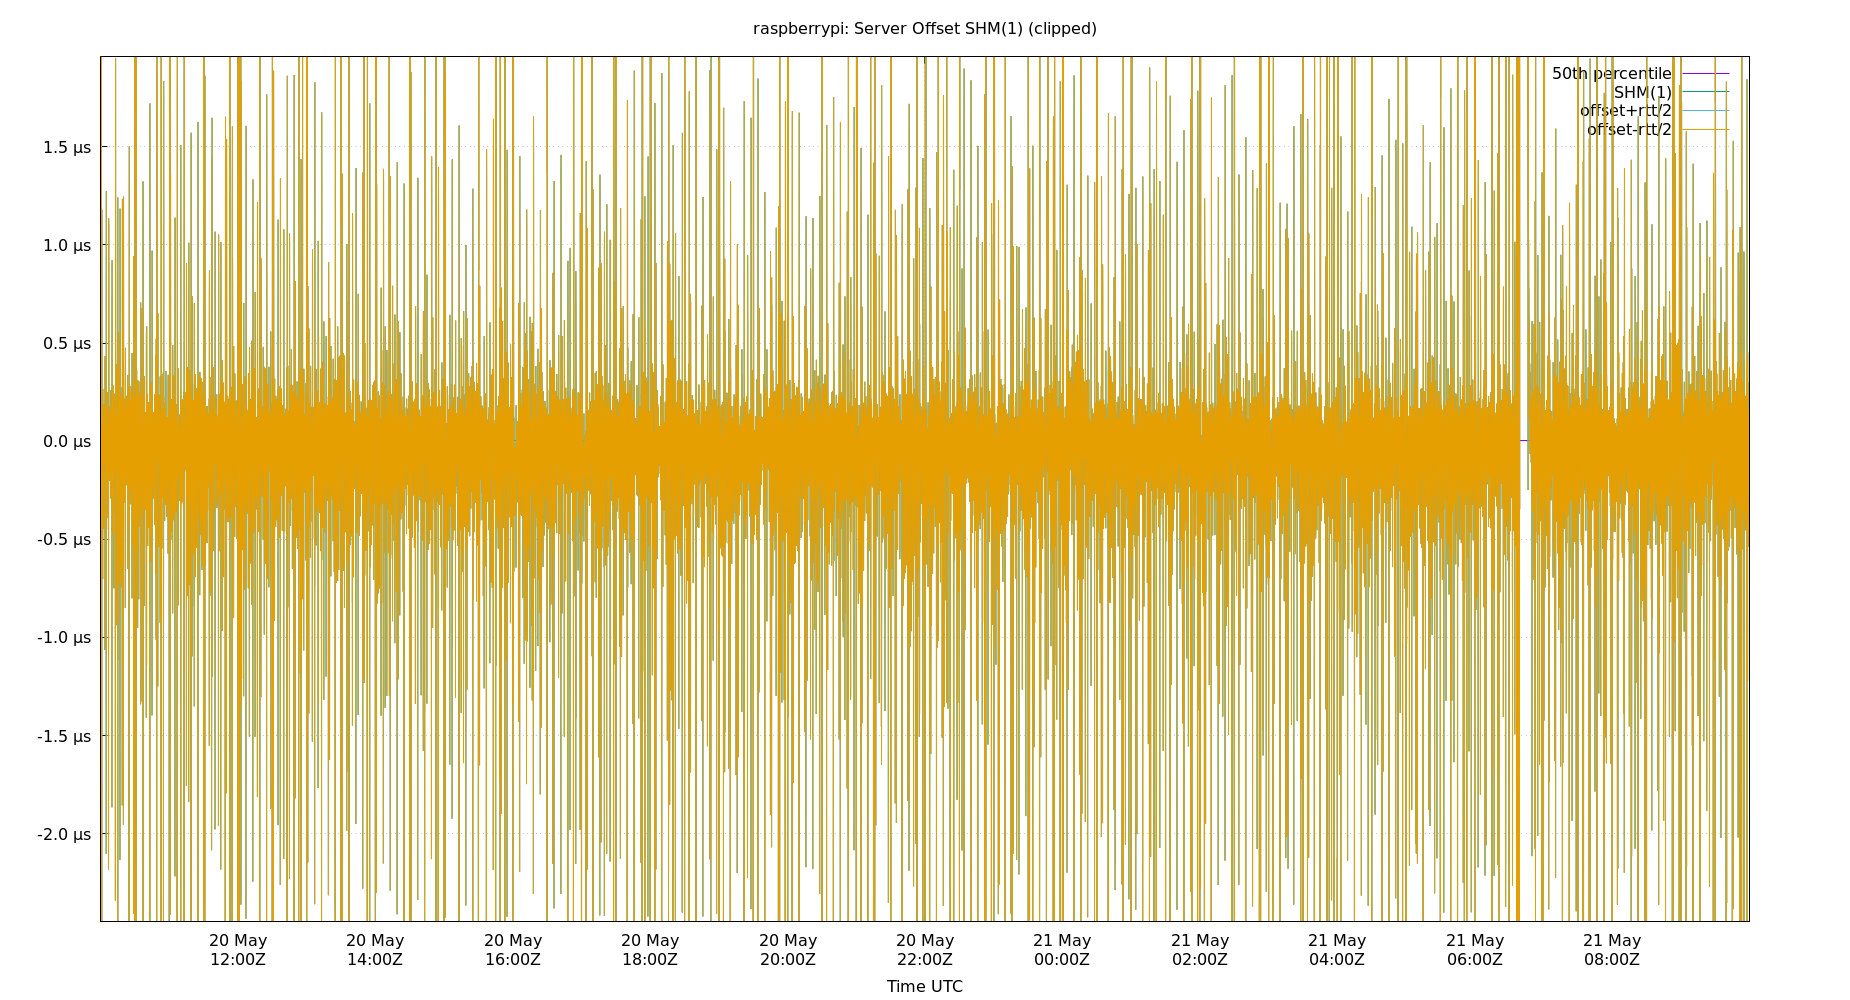 raspberrypi: Server Offset SHM(1) (clipped)
50th percentile
SHM(1)
offset+rtt/2
offset-rtt/2
1.5 µs
1.0 µs
0.5 µs
0.0 µs
-0.5 µs
-1.0 µs
-1.5 µs
-2.0 µs
20 May 20 May 20 May 20 May 20 May 20 May 21 May 21 May 21 May 21 May 21 May
12:00Z 14:00Z 16:00Z 18:00Z 20:00Z 22:00Z 00:00Z 02:00Z 04:00Z 06:00Z 08:00Z
Time UTC